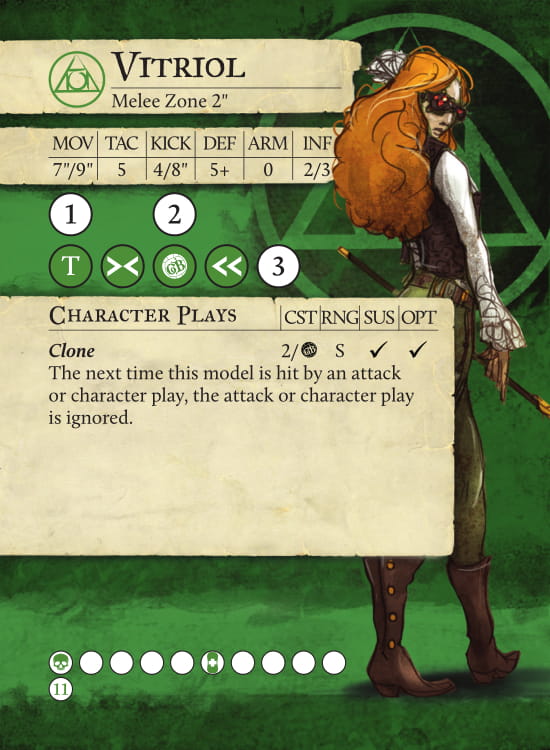 Vitriol
Melee Zone 2"
MOV TAC KICK DEF ARM INF
7"/9" 5 4/8" 5+ 0 2/3
1 2
T GB 3
Character Plays CST RNG SUS OPT
Clone 2/GB S ✓ ✓
The next time this model is hit by an attack
or character play, the attack or character play
is ignored.
11